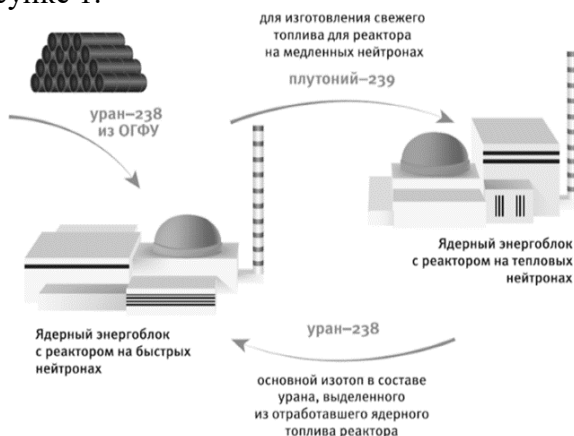 для изготовления свежего
топлива для реактора
на медленных нейтронах
плутоний–239
уран–238
из ОГФУ
Ядерный энергоблок
с реактором на тепловых
нейтронах
Ядерный энергоблок
с реактором на быстрых
нейтронах
уран–238
основной изотоп в составе
урана, выделенного
из отработавшего ядерного
топлива реактора